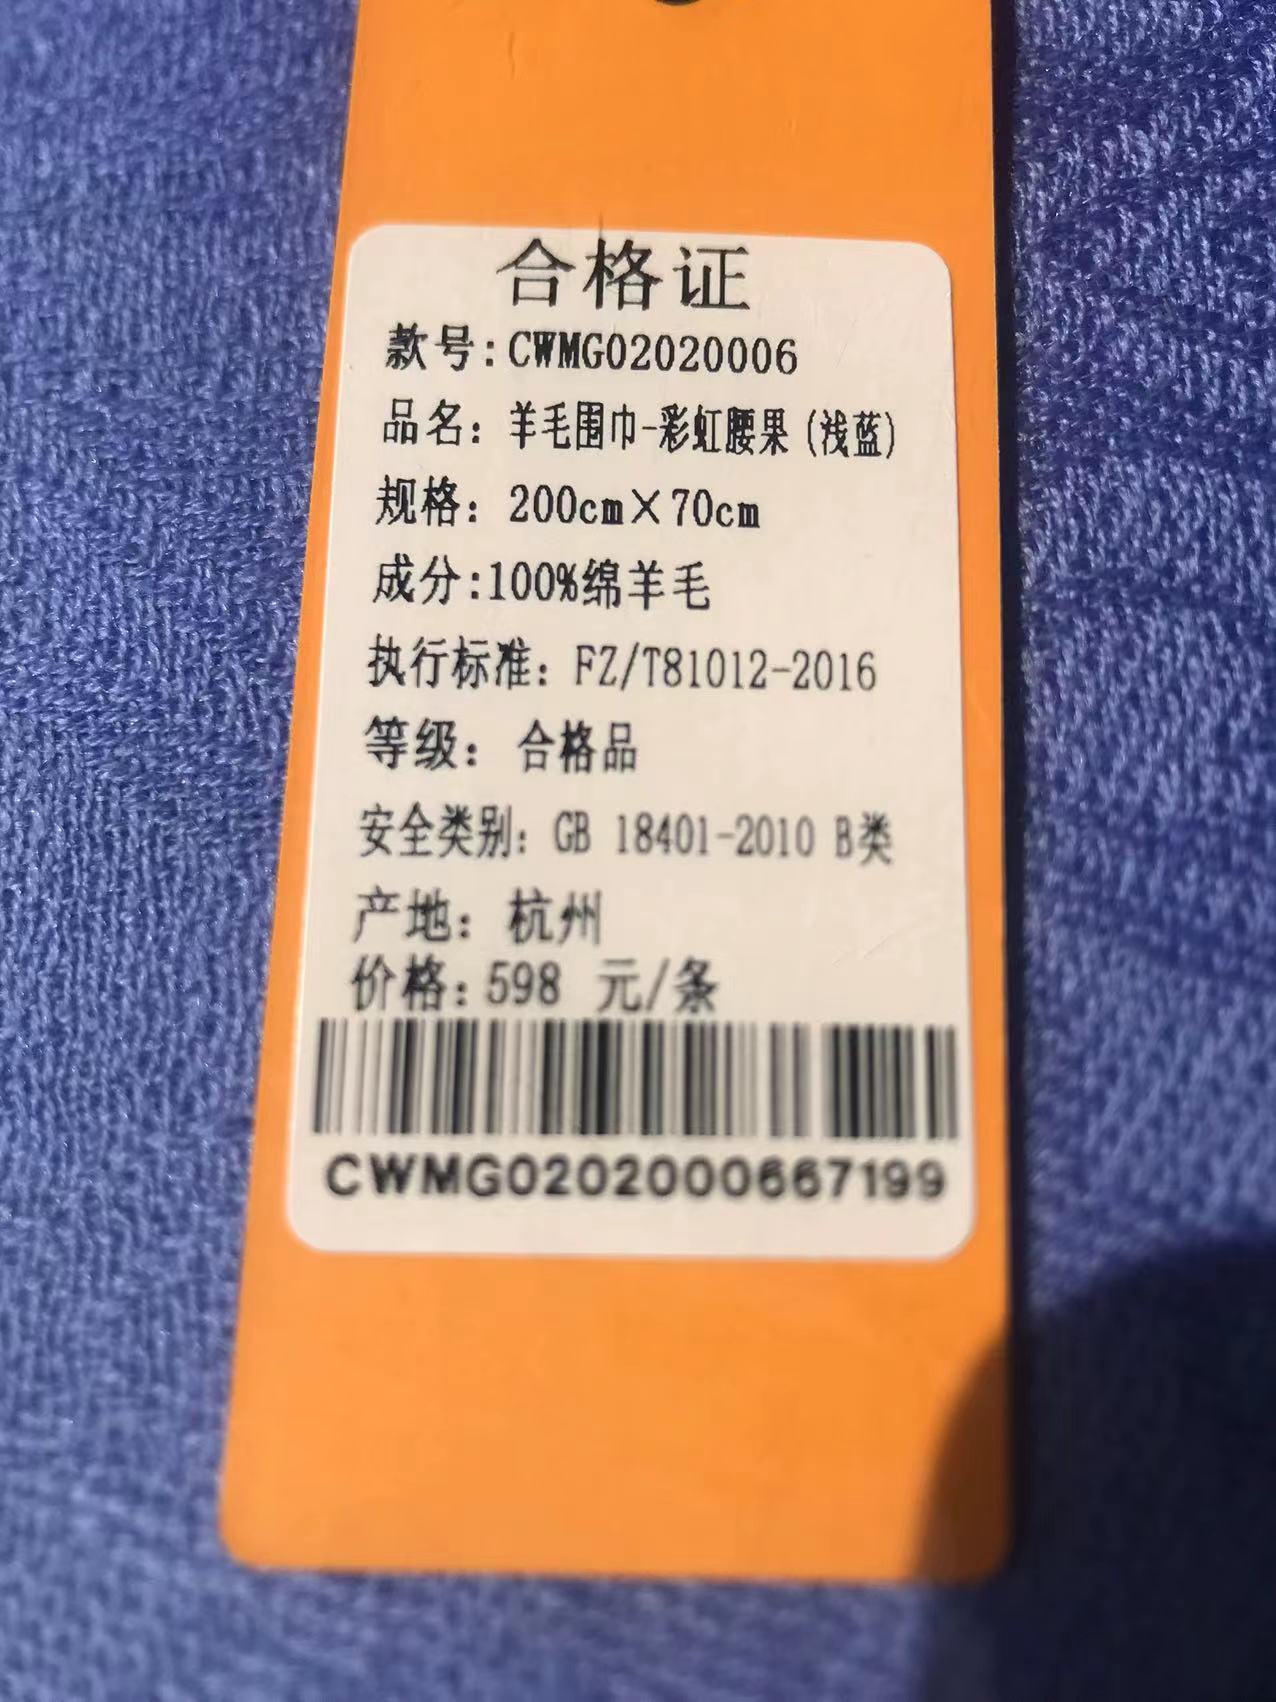 合格证
款号:CWMG02020006
品名: 羊毛围巾-彩虹腰果 (浅蓝)
规格: 200cm×70cm
成分:100%绵羊毛
执行标准: FZ/T81012-2016
等级: 合格品
安全类别: GB 18401-2010 B类
产地: 杭州
价格: 598 元/条
CWMG0202000667199